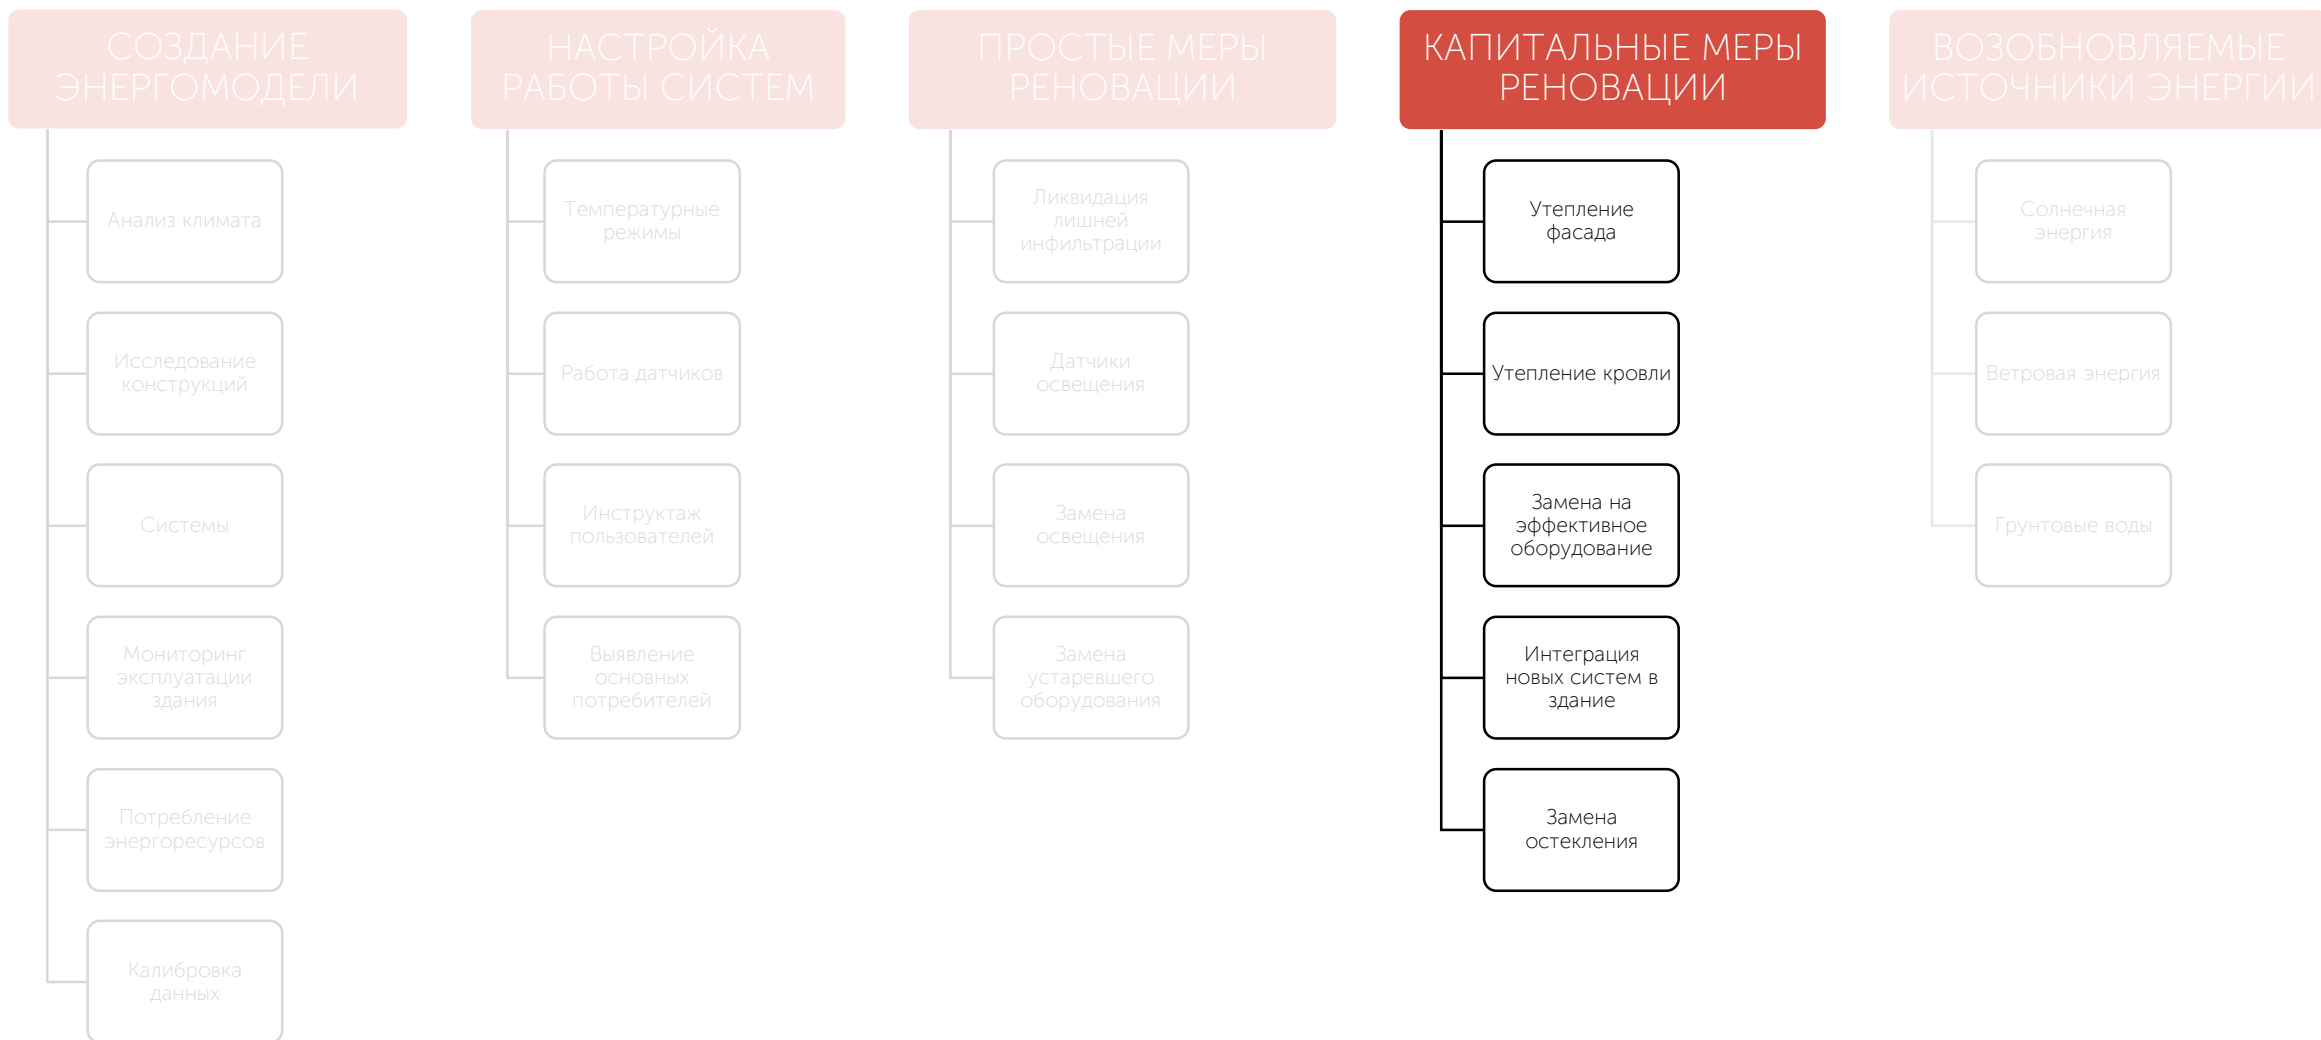 СОЗДАНИЕ
ЭНЕРГОМОДЕЛИ
Анализ климата
Исследование
конструкций
Системы
Мониторинг
эксплуатации
здания
Потребление
энергоресурсов
Калибровка
данных
НАСТРОЙКА
РАБОТЫ СИСТЕМ
Температурные
режимы
Работа датчиков
Инструктаж
пользователей
Выявление
основных
потребителей
ПРОСТЫЕ МЕРЫ
РЕНОВАЦИИ
Ликвидация
лишней
инфильтрации
Датчики
освещения
Замена
освещения
Замена
устаревшего
оборудования
КАПИТАЛЬНЫЕ МЕРЫ
РЕНОВАЦИИ
Утепление
фасада
Утепление кровли
Замена на
эффективное
оборудование
Интеграция
новых систем в
здание
Замена
остекления
ВОЗОБНОВЛЯЕМЫЕ
ИСТОЧНИКИ ЭНЕРГИИ
Солнечная
энергия
Ветровая энергия
Грунтовые воды